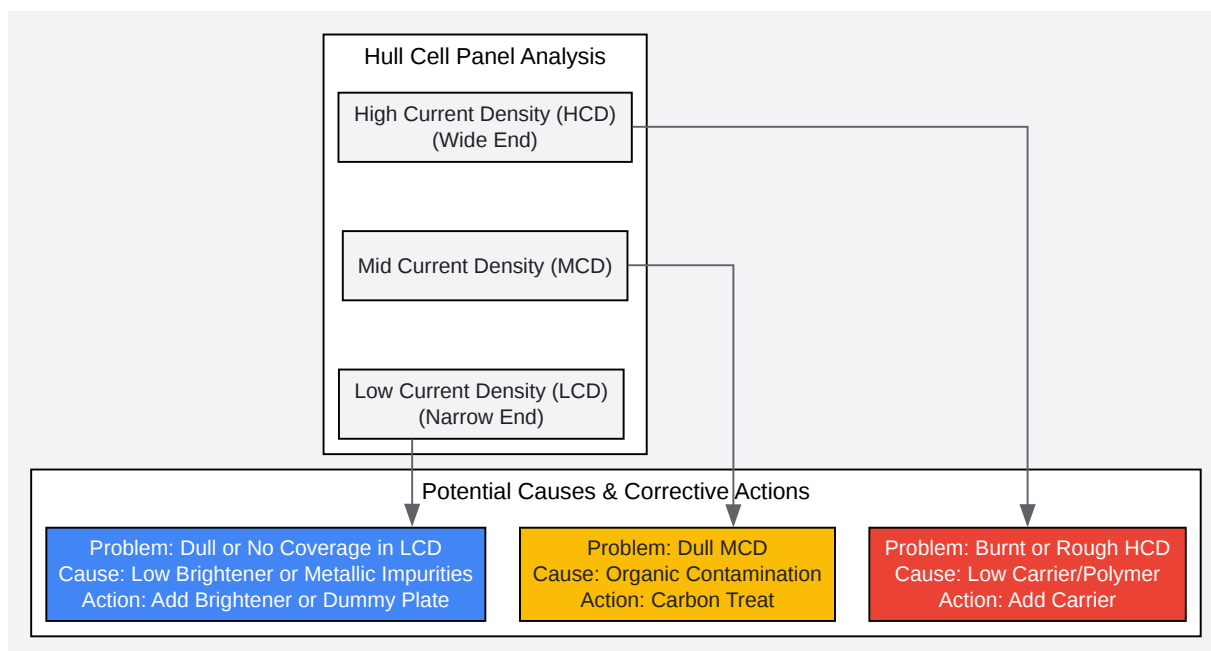 Hull Cell Panel Analysis
High Current Density (HCD)
(Wide End)
Mid Current Density (MCD)
Low Current Density (LCD)
(Narrow End)
Potential Causes & Corrective Actions
Problem: Dull or No Coverage in LCD
Cause: Low Brightener or Metallic Impurities
Action: Add Brightener or Dummy Plate
Problem: Dull MCD
Cause: Organic Contamination
Action: Carbon Treat
Problem: Burnt or Rough HCD
Cause: Low Carrier/Polymer
Action: Add Carrier